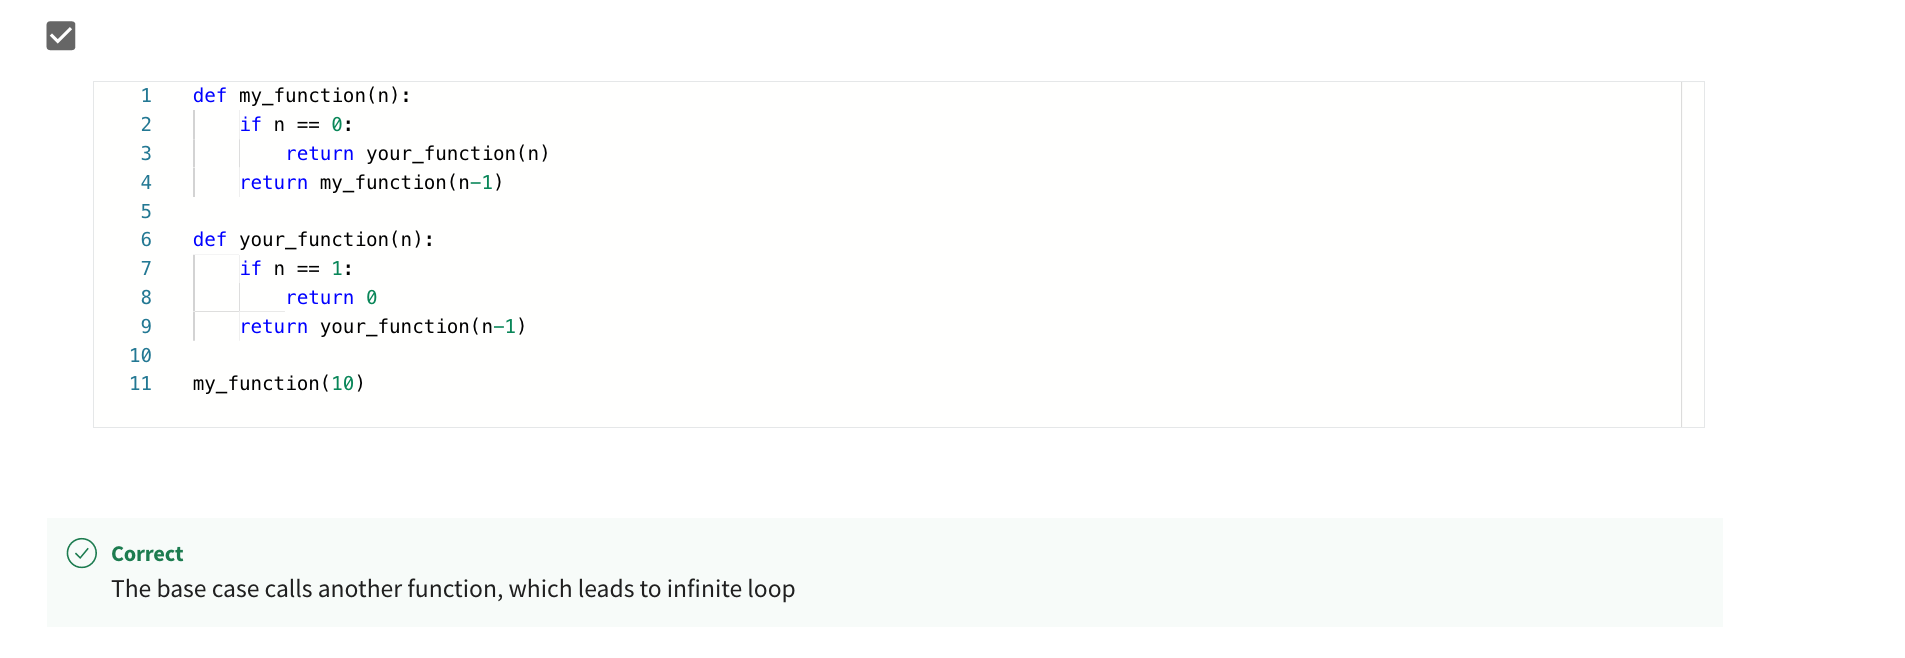 1 def my_function(n):
2     if n == 0:
3         return your_function(n)
4     return my_function(n-1)
5
6 def your_function(n):
7     if n == 1:
8         return 0
9     return your_function(n-1)
10
11 my_function(10)
Correct
The base case calls another function, which leads to infinite loop